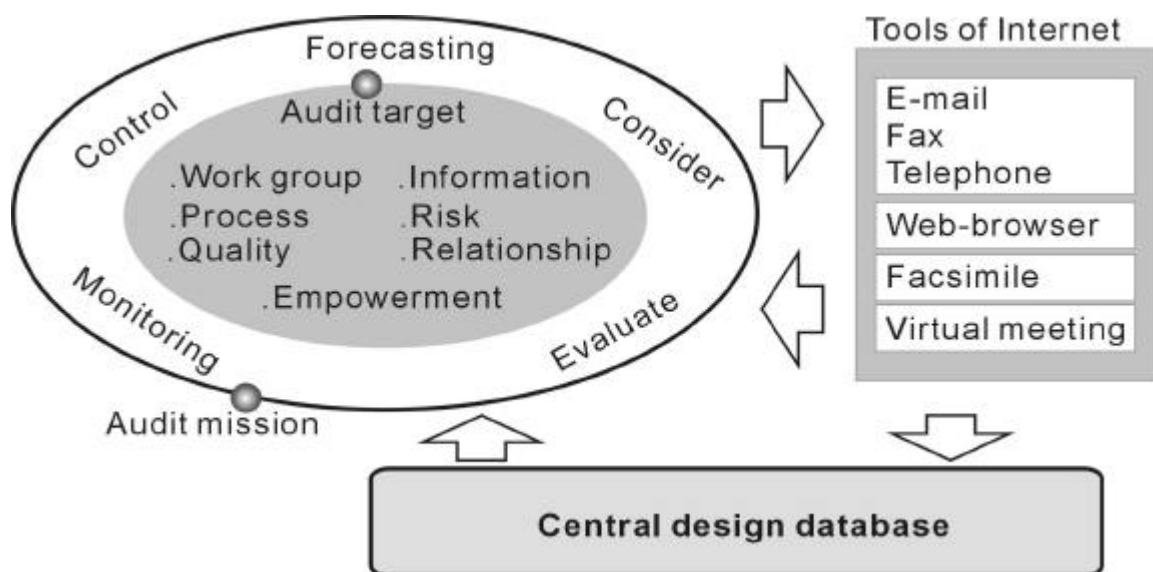 Forecasting
Control
Consider
Audit target
.Work group
.Information
.Process
.Risk
.Quality
.Relationship
.Empowerment
Monitoring
Evaluate
Audit mission
Tools of Internet
E-mail
Fax
Telephone
Web-browser
Facsimile
Virtual meeting
Central design database